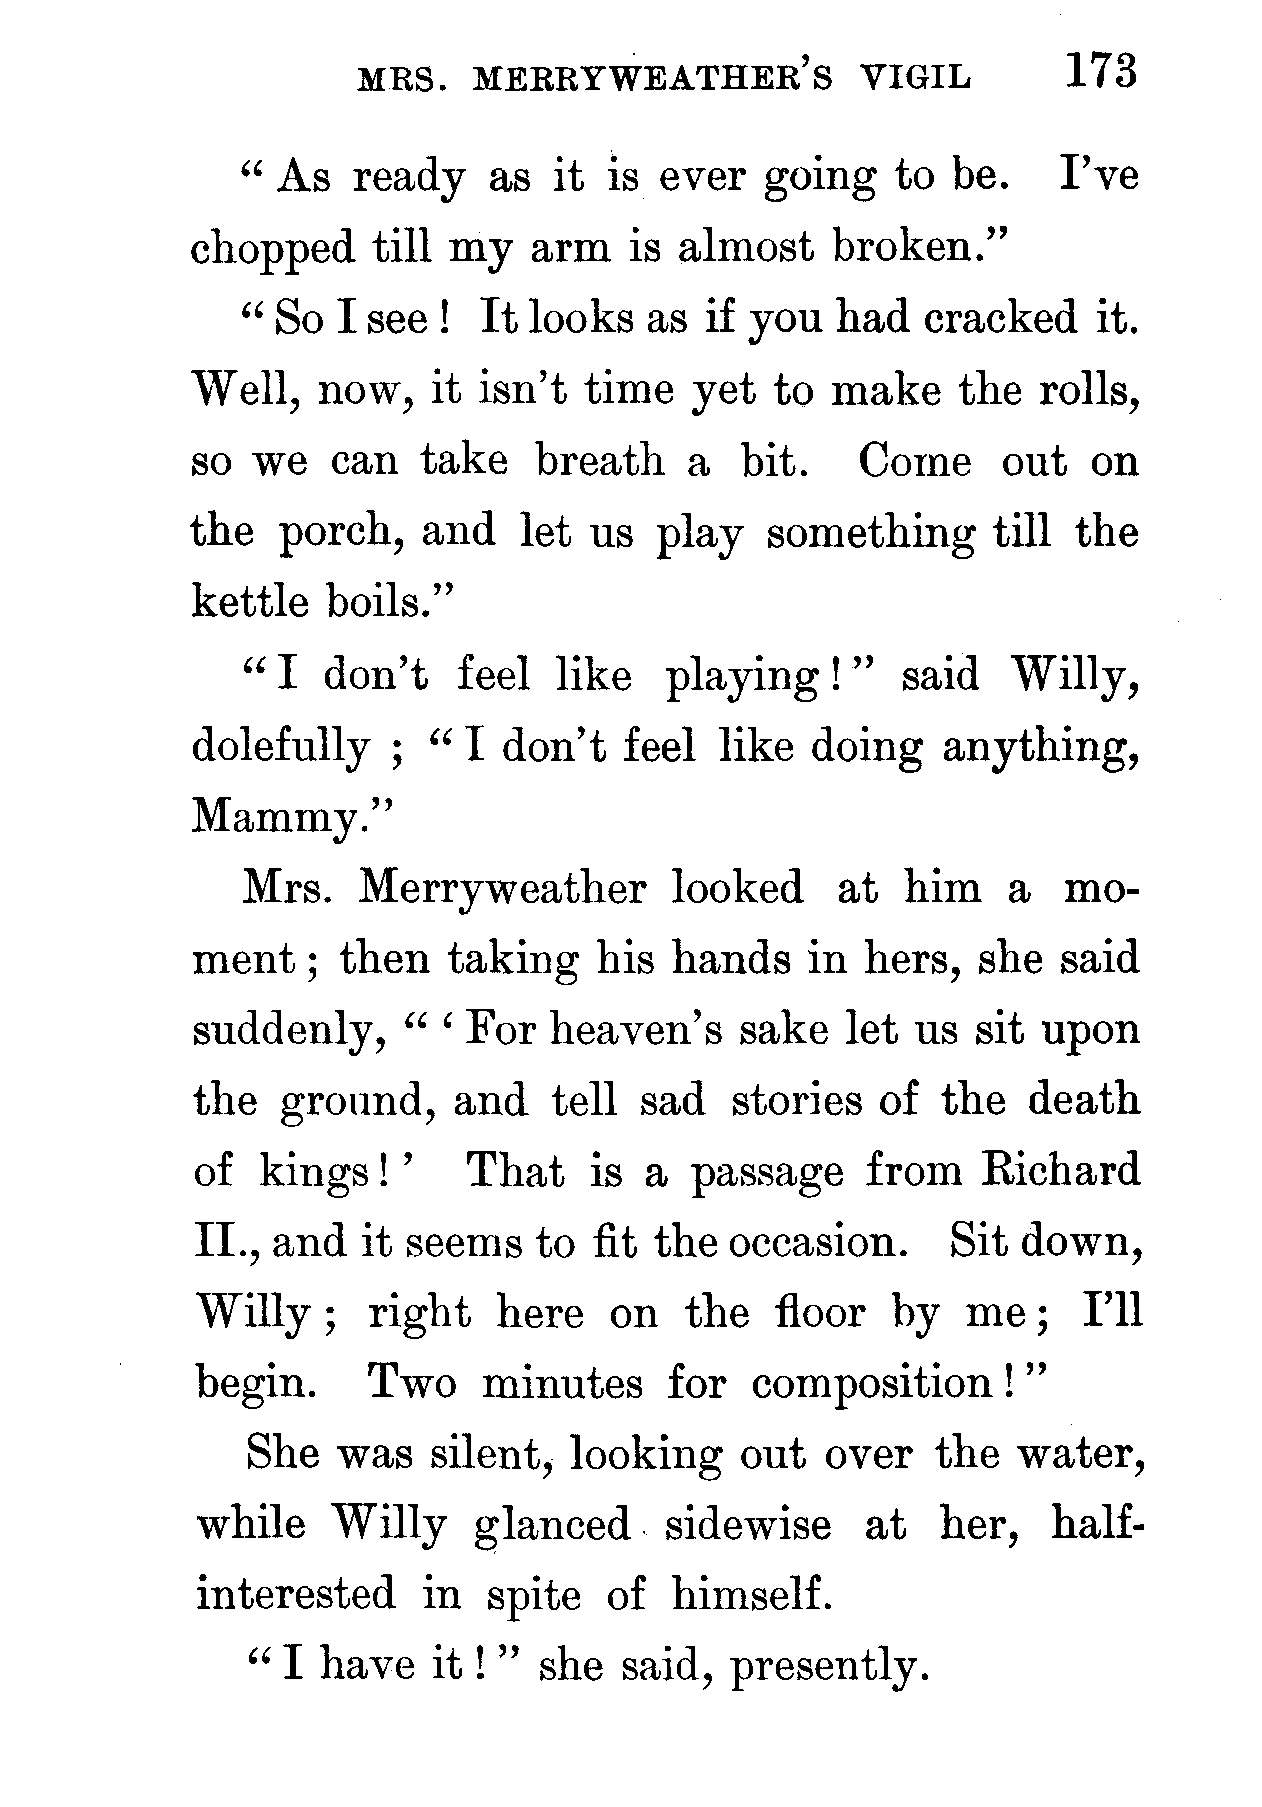 MRS. MERRYWEATHER'S VIGIL 173
" As ready as it is ever going to be. I've
chopped till my arm is almost broken."
" So I see ! It looks as if you had cracked it.
Well, now, it isn't time yet to make the rolls,
so we can take breath a bit. Come out on
the porch, and let us play something till the
kettle boils."
" I don't feel like playing ! " said Willy,
dolefully ; " I don't feel like doing anything,
Mammy."
Mrs. Merryweather looked at him a mo-
ment ; then taking his hands in hers, she said
suddenly, " ' For heaven's sake let us sit upon
the ground, and tell sad stories of the death
of kings ! ' That is a passage from Richard
II., and it seems to fit the occasion. Sit down,
Willy ; right here on the floor by me ; I'll
begin. Two minutes for composition ! "
She was silent, looking out over the water,
while Willy glanced sidewise at her, half-
interested in spite of himself.
" I have it ! " she said, presently.